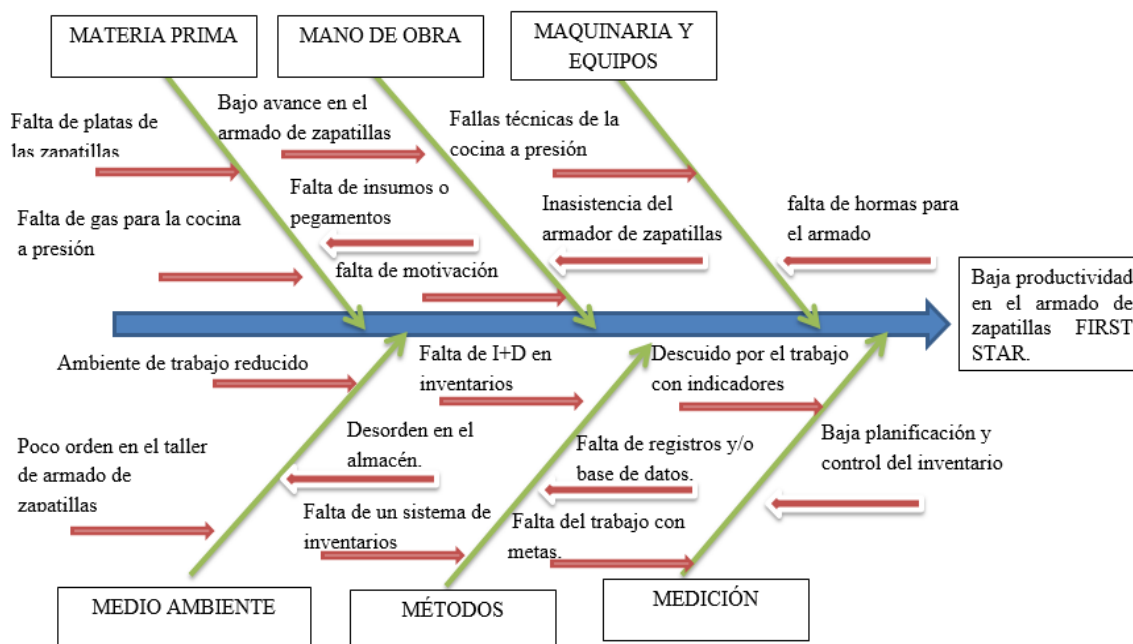 MATERIA PRIMA
MANO DE OBRA
MAQUINARIA Y
EQUIPOS
Falta de platas de
las zapatillas
Bajo avance en el
armado de zapatillas
Fallas técnicas de la
cocina a presión
Falta de gas para la cocina
a presión
Falta de insumos o
pegamentos
Inasistencia del
armador de zapatillas
falta de hormas para
el armado
falta de motivación
Baja productividad
en el armado de
zapatillas FIRST
STAR.
Ambiente de trabajo reducido
Falta de I+D en
inventarios
Descuido por el trabajo
con indicadores
Poco orden en el taller
de armado de
zapatillas
Desorden en el
almacén.
Falta de registros y/o
base de datos.
Baja planificación y
control del inventario
Falta de un sistema de
inventarios
Falta del trabajo con
metas.
MEDIO AMBIENTE
MÉTODOS
MEDICIÓN